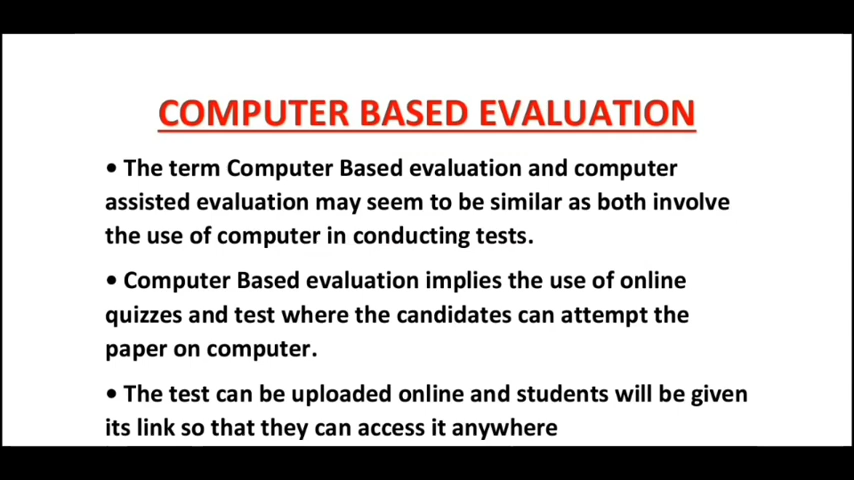 COMPUTER BASED EVALUATION
• The term Computer Based evaluation and computer
assisted evaluation may seem to be similar as both involve
the use of computer in conducting tests.
• Computer Based evaluation implies the use of online
quizzes and test where the candidates can attempt the
paper on computer.
• The test can be uploaded online and students will be given
its link so that they can access it anywhere